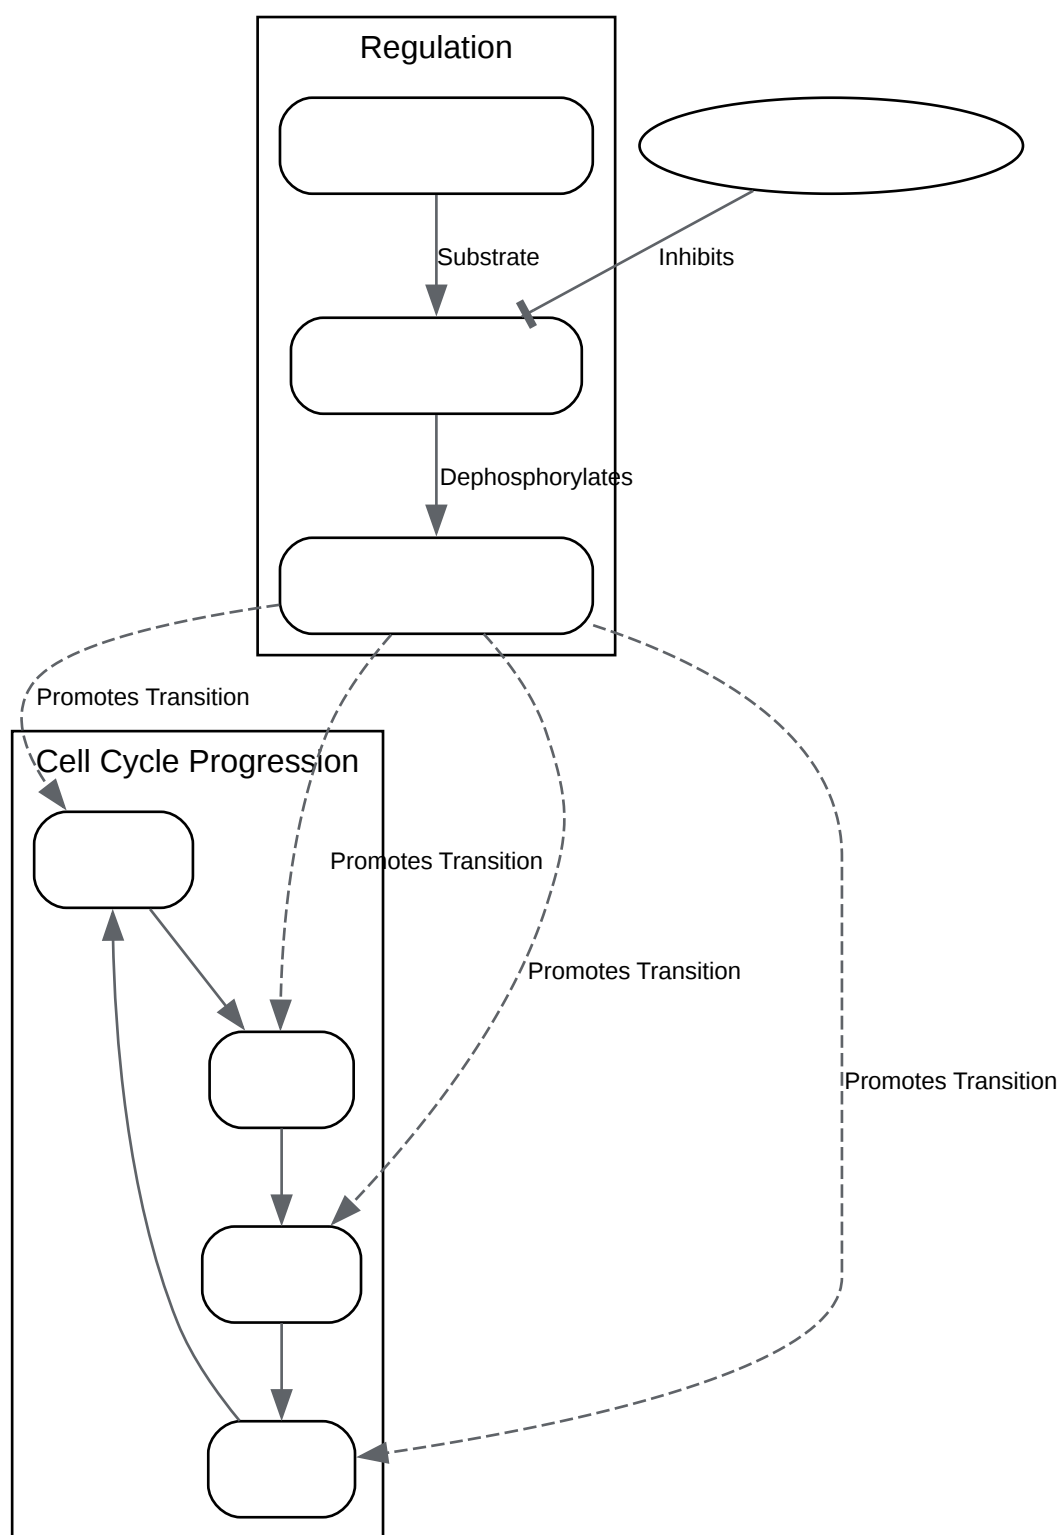 Regulation
Substrate
Inhibits
Dephosphorylates
Promotes Transition
Cell Cycle Progression
Promotes Transition
Promotes Transition
Promotes Transition